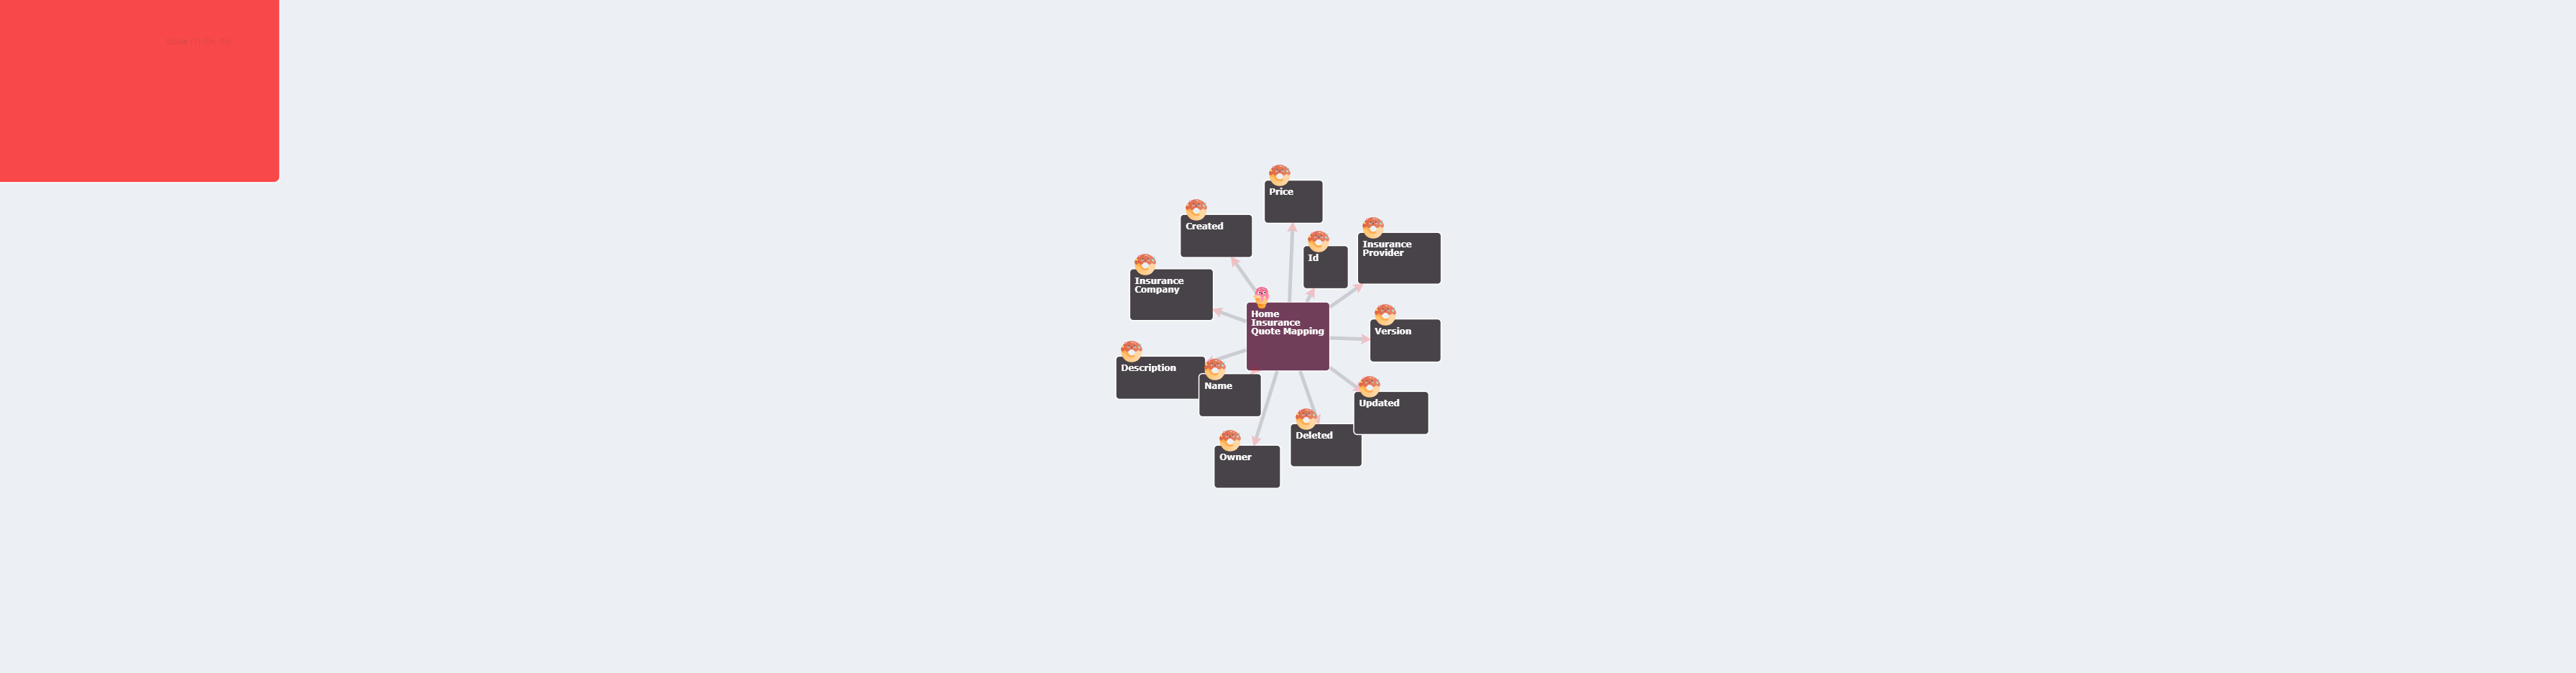 Price
Created
Insurance
Provider
Id
Insurance
Company
Home
Insurance
Quote Mapping
Version
Description
Name
Updated
Deleted
Owner